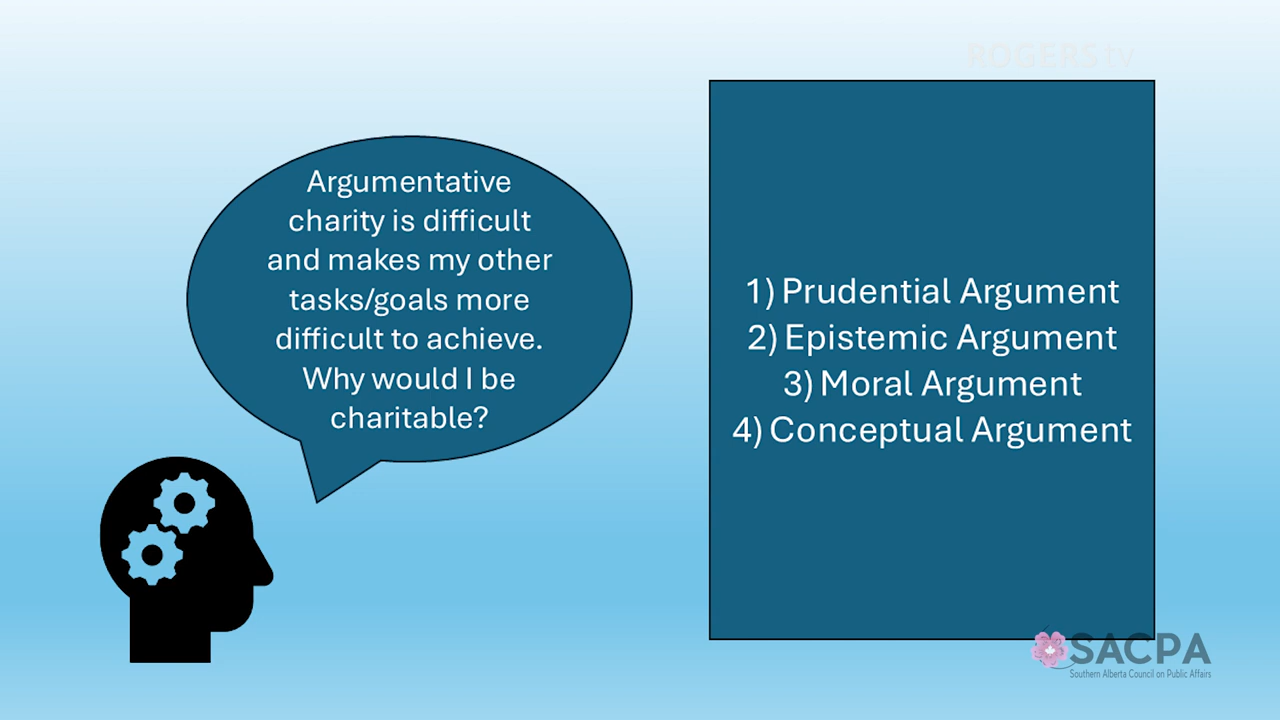 ROGERS tv
Argumentative
charity is difficult
and makes my other
tasks/goals more
difficult to achieve.
Why would I be
charitable?
1) Prudential Argument
2) Epistemic Argument
3) Moral Argument
4) Conceptual Argument
SACPA
Southern Alberta Council on Public Affairs